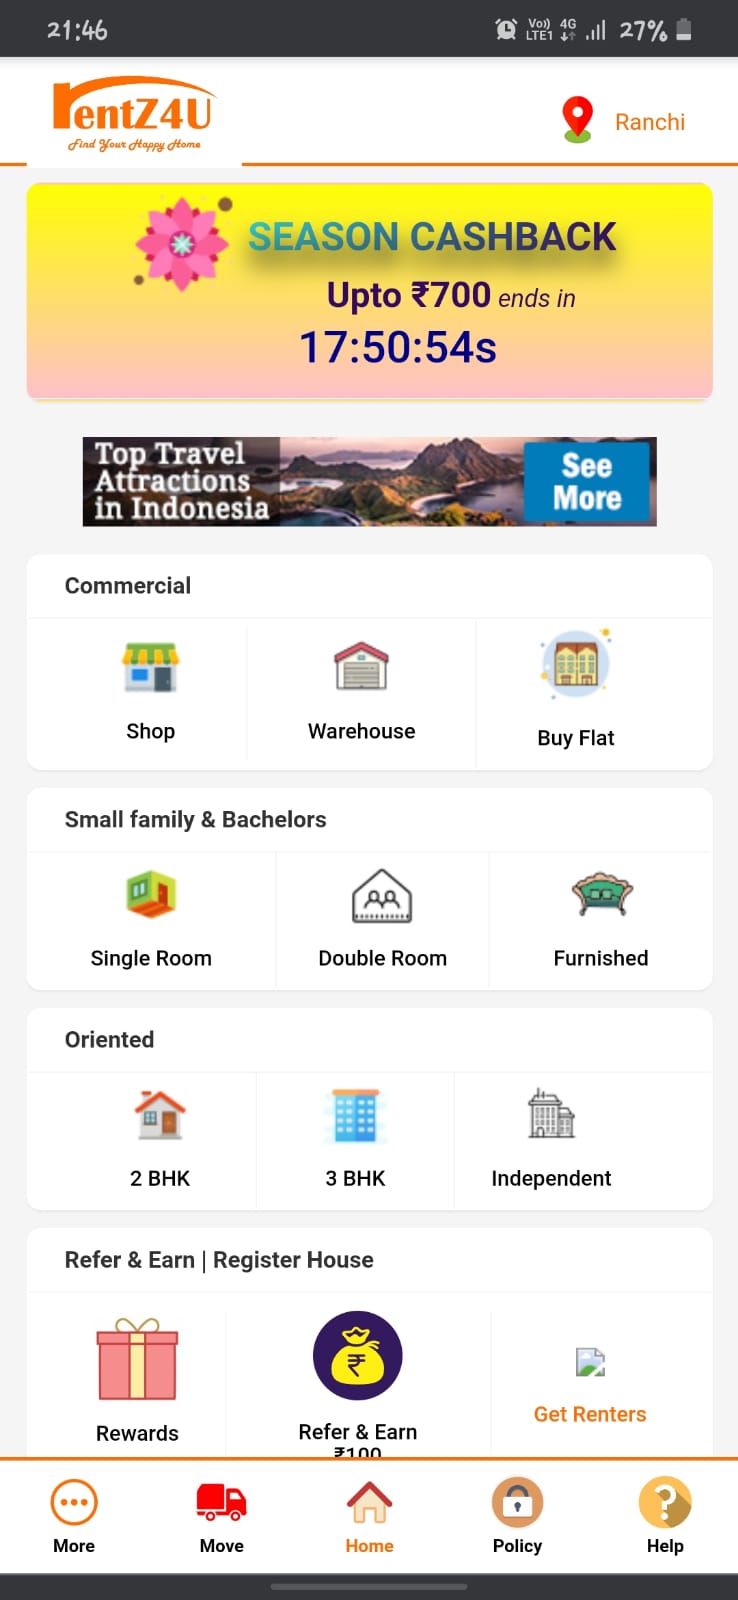 21:46
Vo)) 4G
LTE1
27%
rentZ4U
Find Your Happy Home
Ranchi
SEASON CASHBACK
Upto ₹700 ends in
17:50:54s
Top Travel
Attractions
in Indonesia
See
More
Commercial
Shop
Warehouse
Buy Flat
Small family & Bachelors
Single Room
Double Room
Furnished
Oriented
2 BHK
3 BHK
Independent
Refer & Earn | Register House
₹
Rewards
Refer & Earn
₹100
Get Renters
More
Move
Home
Policy
?
Help